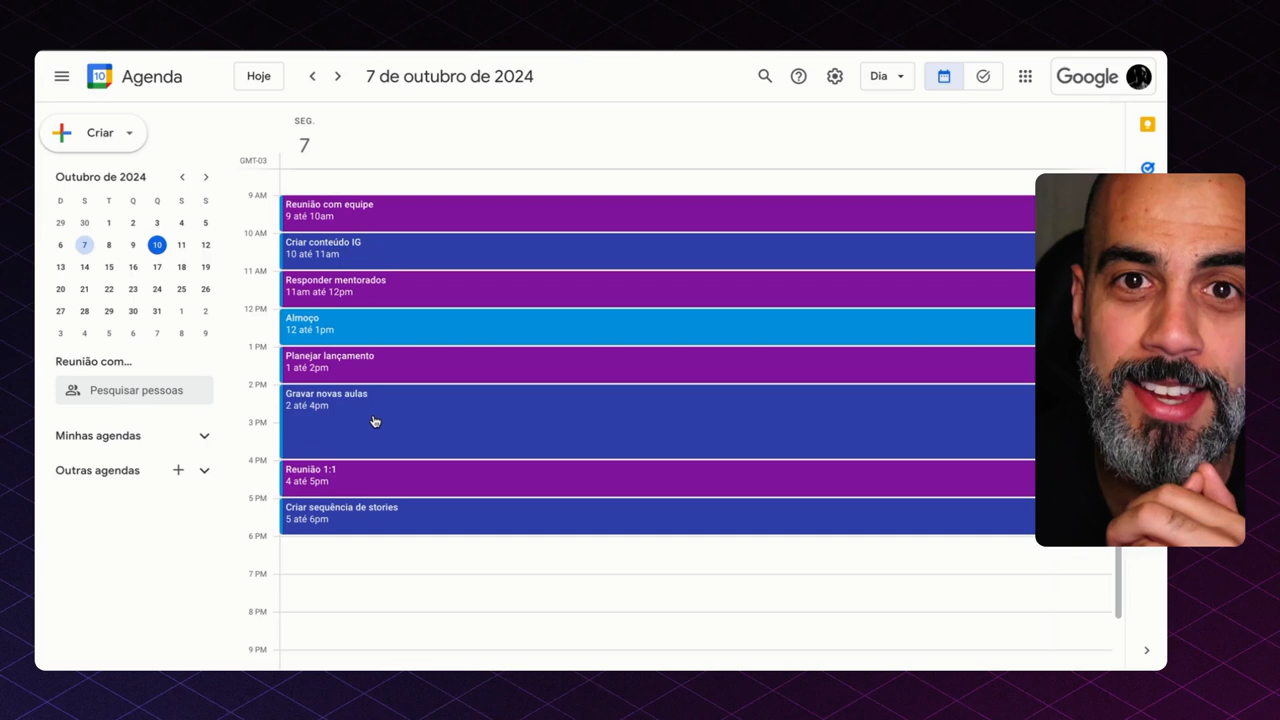 10
Agenda
Hoje
7 de outubro de 2024
Dia
Google
Criar
SEG.
7
GMT-03
Outubro de 2024
D S T Q Q S S
29 30 1 2 3 4 5
6 7 8 9 10 11 12
13 14 15 16 17 18 19
20 21 22 23 24 25 26
27 28 29 30 31 1 2
3 4 5 6 7 8 9
Reunião com...
Pesquisar pessoas
Minhas agendas
Outras agendas
9 AM
Reunião com equipe
9 até 10am
10 AM
Criar conteúdo IG
10 até 11am
11 AM
Responder mentorados
11am até 12pm
12 PM
Almoço
12 até 1pm
1 PM
Planejar lançamento
1 até 2pm
2 PM
Gravar novas aulas
2 até 4pm
3 PM
4 PM
Reunião 1:1
4 até 5pm
5 PM
Criar sequência de stories
5 até 6pm
6 PM
7 PM
8 PM
9 PM